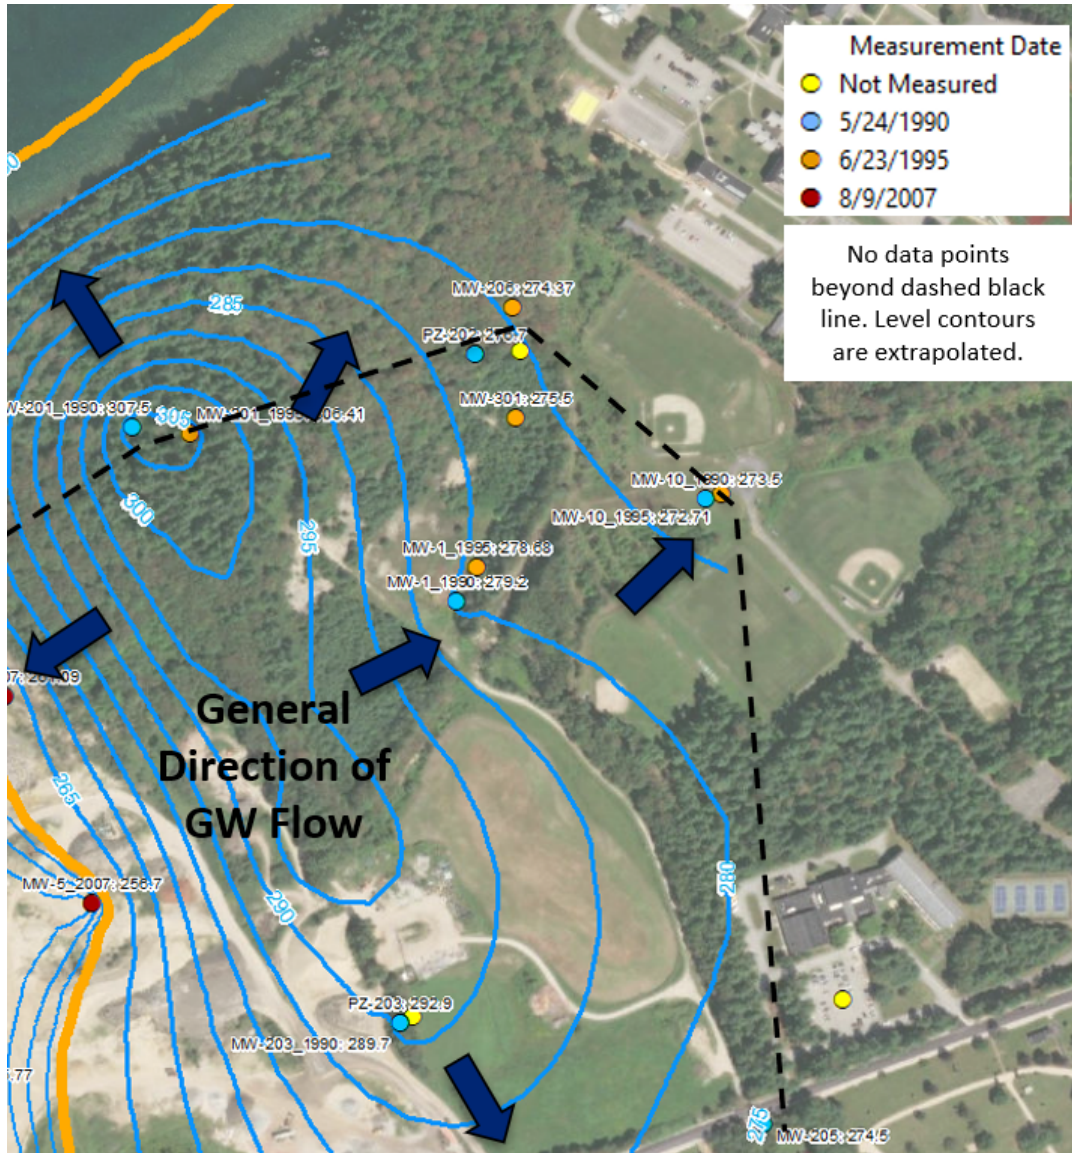 Measurement Date
Not Measured
5/24/1990
6/23/1995
8/9/2007
No data points
beyond dashed black
line. Level contours
are extrapolated.
285
MW-206: 274.37
MW-301: 275.5
305
300
295
MW-10_1990: 273.5
MW-10_1995: 272.71
MW-1_1995: 278.68
MW-1_1990: 279.2
General
Direction of
GW Flow
265
MW-5_2007: 256.7
290
280
PZ-203: 292.9
MW-203_1990: 289.7
275
MW-205: 274.5